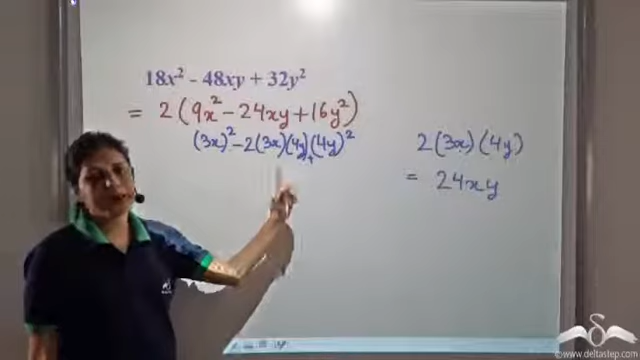 18x² - 48xy + 32y²
= 2 (9x² - 24xy + 16y²)
(3x)² - 2(3x)(4y) + (4y)²
2(3x)(4y)
= 24xy
www.deltastep.com